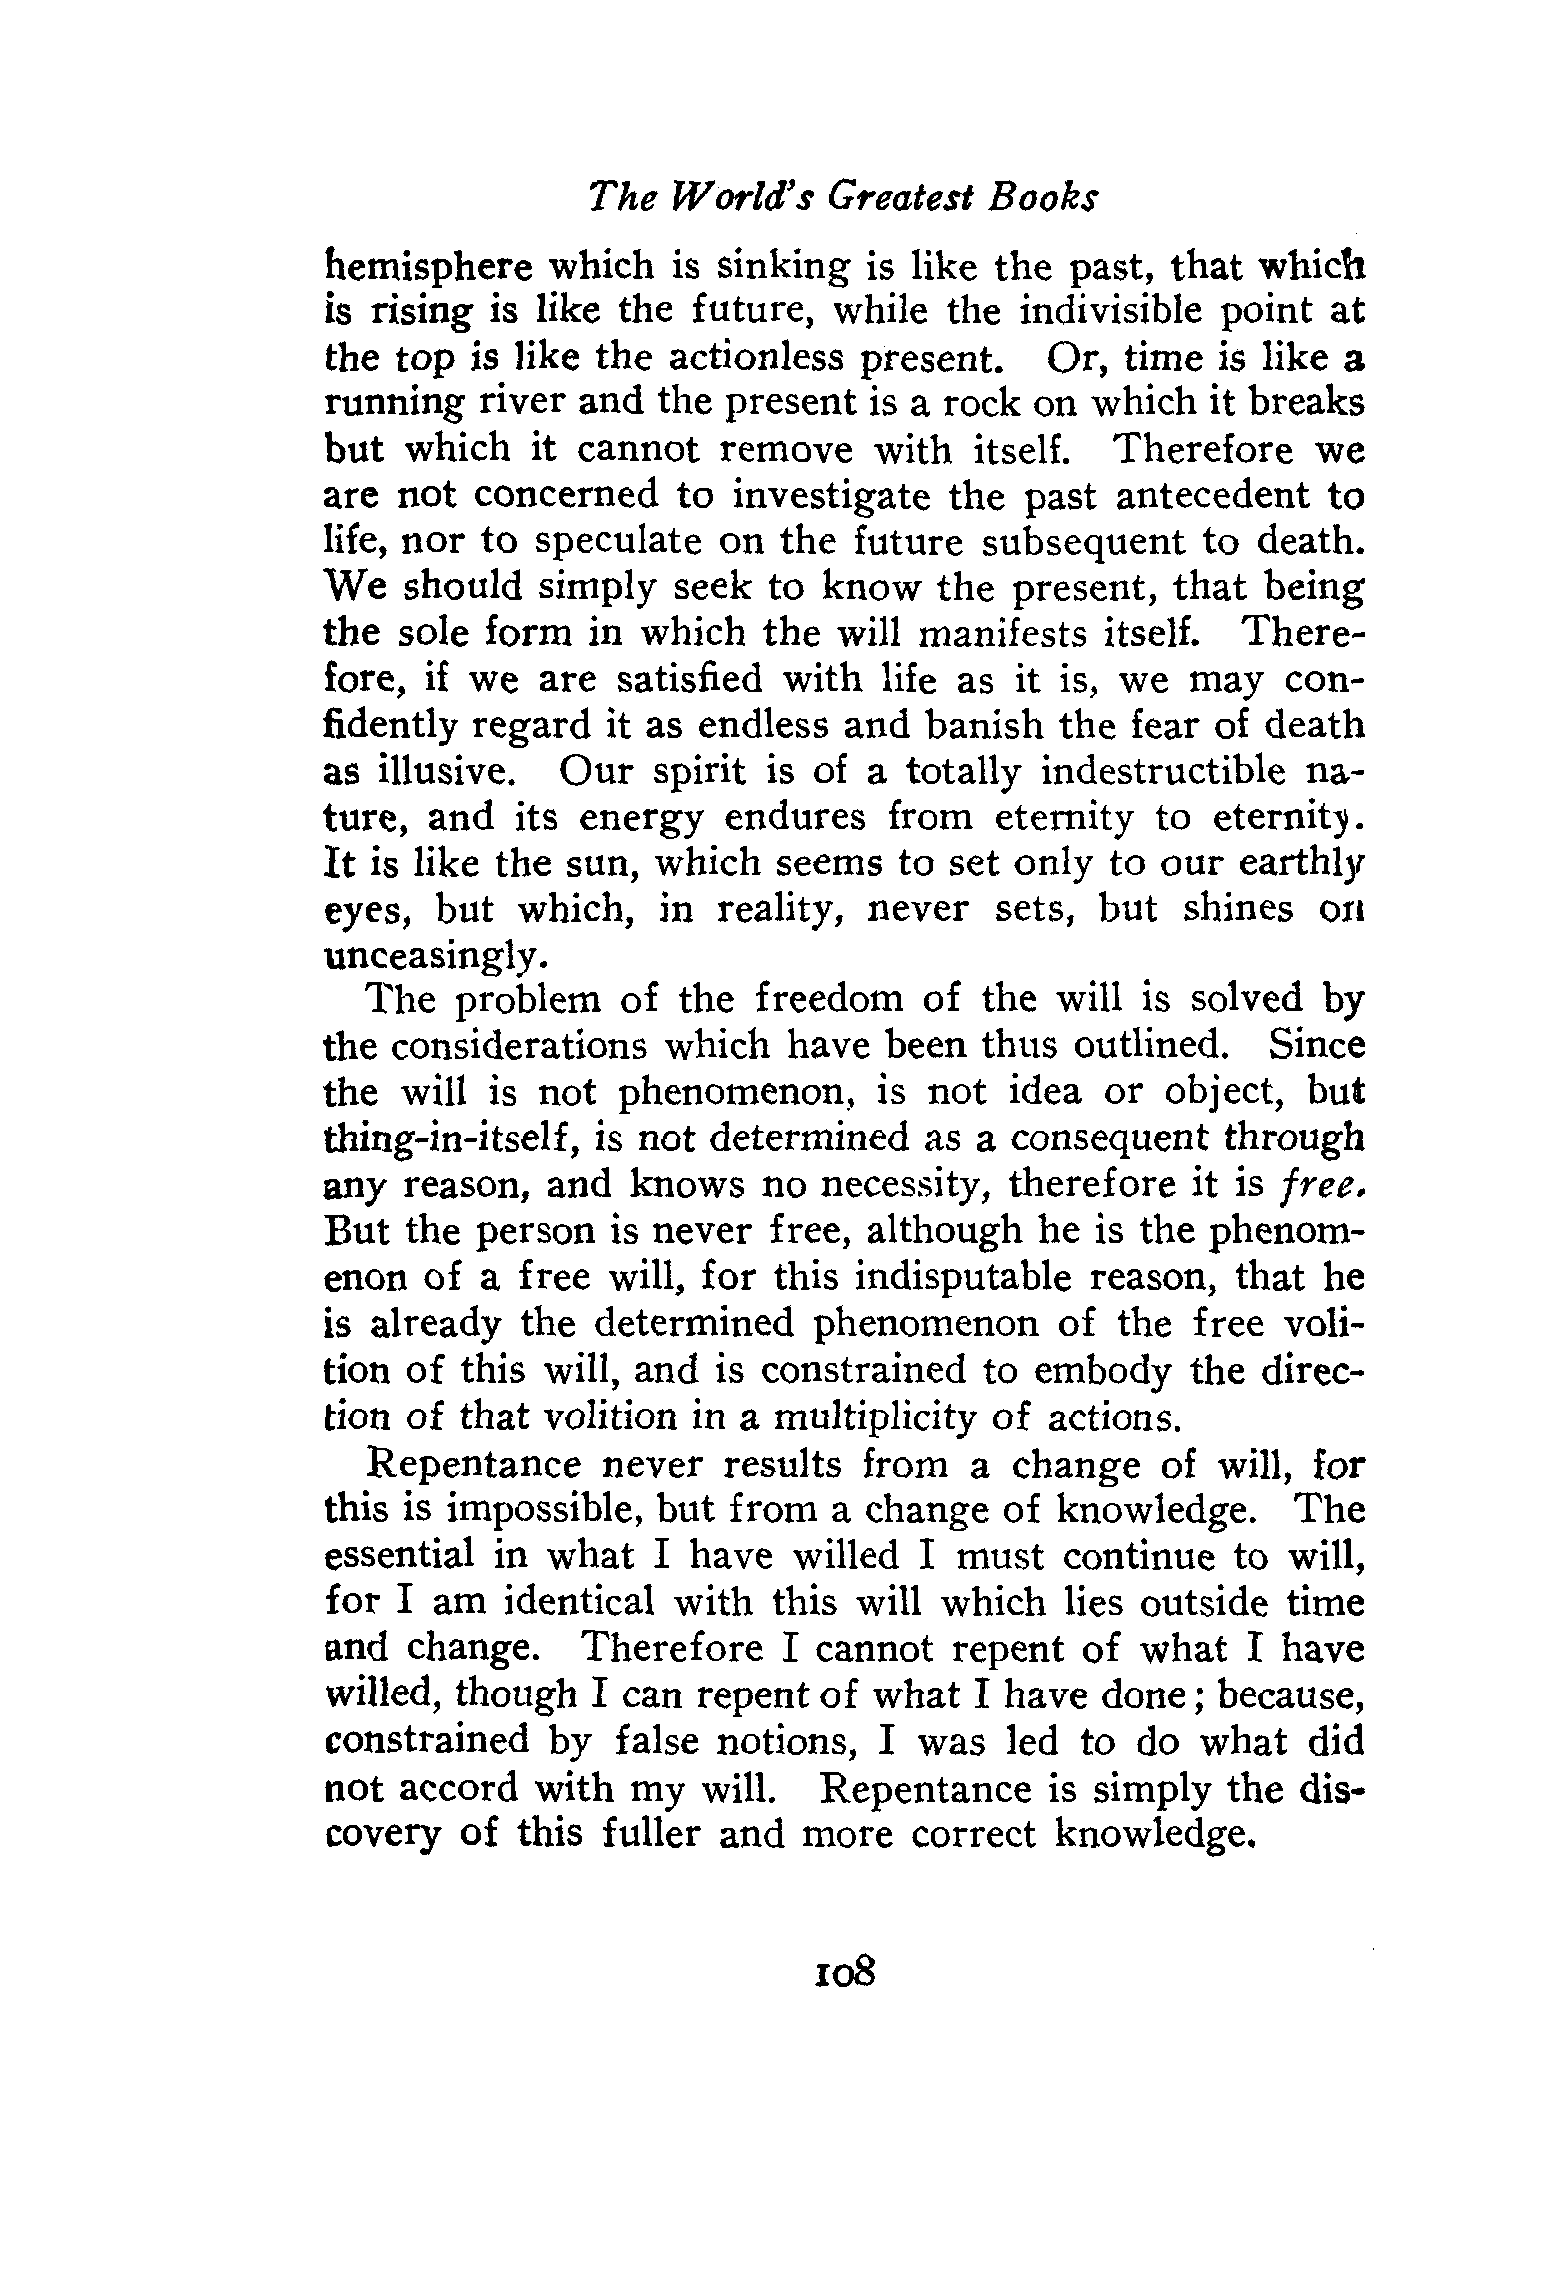 The World's Greatest Books
hemisphere which is sinking is like the past, that which
is rising is like the future, while the indivisible point at
the top is like the actionless present. Or, time is like a
running river and the present is a rock on which it breaks
but which it cannot remove with itself. Therefore we
are not concerned to investigate the past antecedent to
life, nor to speculate on the future subsequent to death.
We should simply seek to know the present, that being
the sole form in which the will manifests itself. There-
fore, if we are satisfied with life as it is, we may con-
fidently regard it as endless and banish the fear of death
as illusive. Our spirit is of a totally indestructible na-
ture, and its energy endures from eternity to eternity.
It is like the sun, which seems to set only to our earthly
eyes, but which, in reality, never sets, but shines on
unceasingly.
The problem of the freedom of the will is solved by
the considerations which have been thus outlined. Since
the will is not phenomenon, is not idea or object, but
thing-in-itself, is not determined as a consequent through
any reason, and knows no necessity, therefore it is free.
But the person is never free, although he is the phenom-
enon of a free will, for this indisputable reason, that he
is already the determined phenomenon of the free voli-
tion of this will, and is constrained to embody the direc-
tion of that volition in a multiplicity of actions.
Repentance never results from a change of will, for
this is impossible, but from a change of knowledge. The
essential in what I have willed I must continue to will,
for I am identical with this will which lies outside time
and change. Therefore I cannot repent of what I have
willed, though I can repent of what I have done; because,
constrained by false notions, I was led to do what did
not accord with my will. Repentance is simply the dis-
covery of this fuller and more correct knowledge.
108